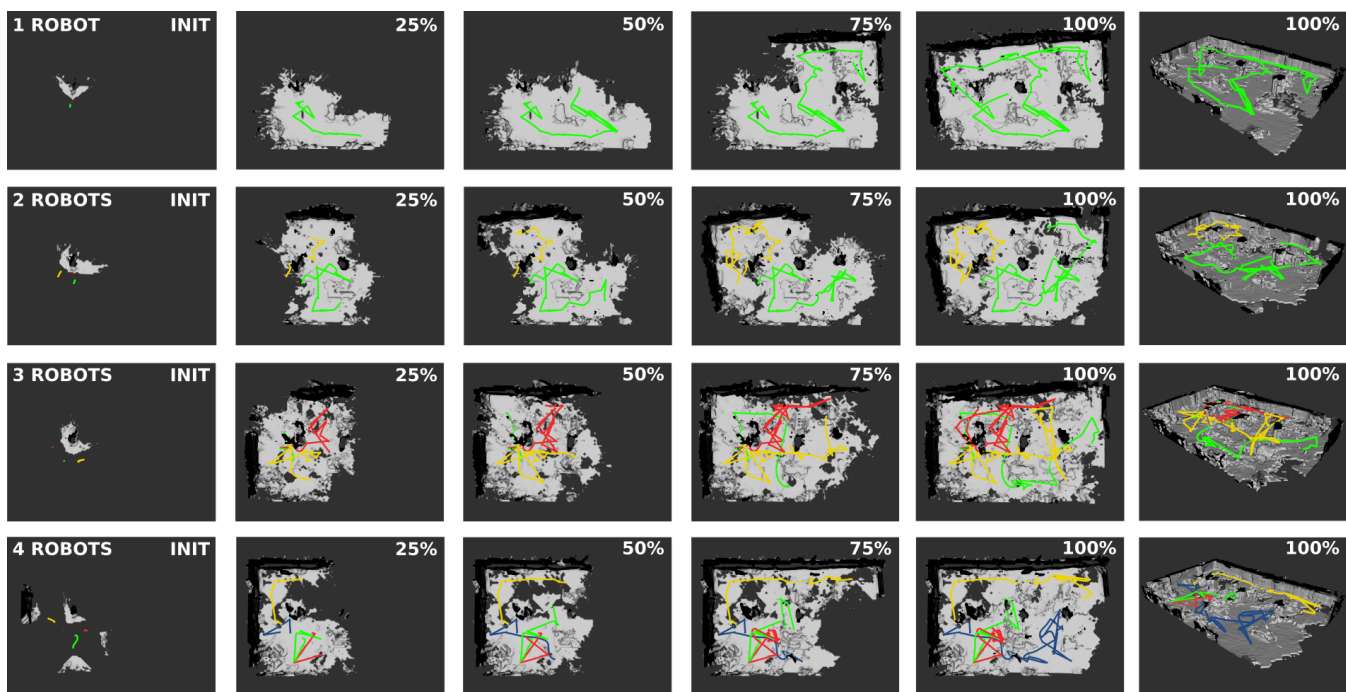 1 ROBOT INIT 25% 50% 75% 100% 100%
2 ROBOTS INIT 25% 50% 75% 100% 100%
3 ROBOTS INIT 25% 50% 75% 100% 100%
4 ROBOTS INIT 25% 50% 75% 100% 100%